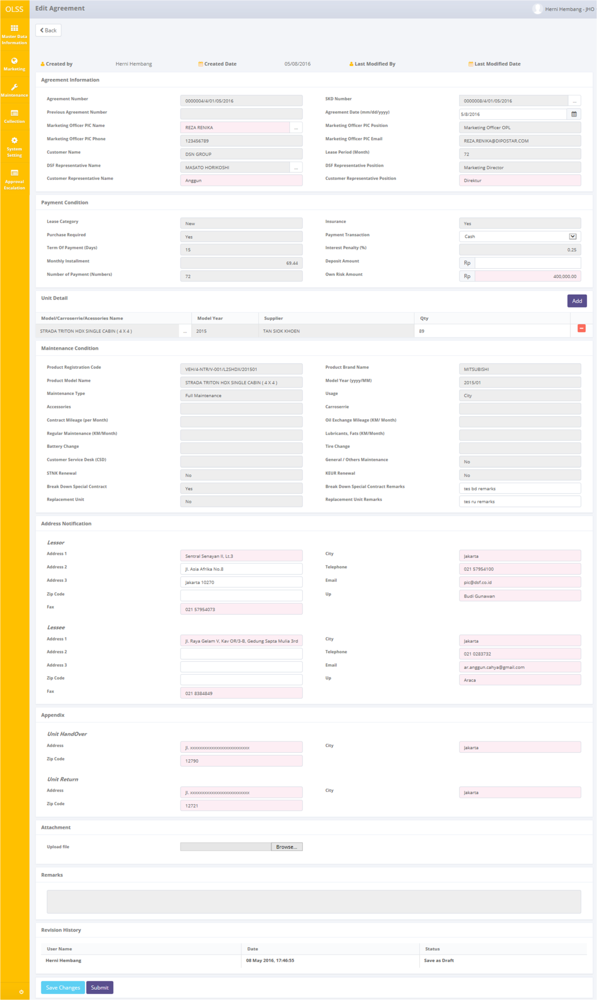 OLSS
Edit Agreement
Herni Hembang - JHO
Master Data
Information
Marketing
Maintenance
Collection
System
Setting
Approval
Escalation
Back
Created by Herni Hembang Created Date 05/08/2016 Last Modified By Last Modified Date
Agreement Information
Agreement Number 0000004/4/01/05/2016 SKD Number 0000008/4/01/05/2016 ...
Previous Agreement Number Agreement Date (mm/dd/yyyy) 5/8/2016
Marketing Officer PIC Name REZA RENIKA ... Marketing Officer PIC Position Marketing Officer OPL
Marketing Officer PIC Phone 123456789 Marketing Officer PIC Email REZA.RENIKA@DIPOSTAR.COM
Customer Name DSN GROUP Lease Period (Month) 72
DSF Representative Name MASATO HORIKOSHI ... DSF Representative Position Marketing Director
Customer Representative Name Anggun Customer Representative Position Direktur
Payment Condition
Lease Category New Insurance Yes
Purchase Required Yes Payment Transaction Cash
Term Of Payment (Days) 15 Interest Penalty (%) 0.25
Monthly Installment 69.44 Deposit Amount Rp
Number of Payment (Numbers) 72 Own Risk Amount Rp 400,000.00
Unit Detail Add
Model/Carroserrie/Acessories Name Model Year Supplier Qty
STRADA TRITON HDX SINGLE CABIN ( 4 X 4 ) ... 2015 TAN SIOK KHOEN 89
Maintenance Condition
Product Registration Code VEH/4-NTR/V-001/L2SHDX/201501 Product Brand Name MITSUBISHI
Product Model Name STRADA TRITON HDX SINGLE CABIN ( 4 X 4 ) Model Year (yyyy/MM) 2015/01
Maintenance Type Full Maintenance Usage City
Accessories Carroserrie
Contract Mileage (per Month) Oil Exchange Mileage (KM/ Month)
Regular Maintenance (KM/Month) Lubricants, Fats (KM/Month)
Battery Change Tire Change
Customer Service Desk (CSD) General / Others Maintenance No
STNK Renewal No KEUR Renewal No
Break Down Special Contract Yes Break Down Special Contract Remarks tes bd remarks
Replacement Unit No Replacement Unit Remarks tes ru remarks
Address Notification
Lessor
Address 1 Sentral Senayan II, Lt.3 City Jakarta
Address 2 Jl. Asia Afrika No.8 Telephone 021 57954100
Address 3 Jakarta 10270 Email pic@dsf.co.id
Zip Code Up Budi Gunawan
Fax 021 57954073
Lessee
Address 1 Jl. Raya Gelam V, Kav OR/3-B, Gedung Sapta Mulia 3rd City Jakarta
Address 2 Telephone 021 0283732
Address 3 Email ar.anggun.cahya@gmail.com
Zip Code Up Araca
Fax 021 8384849
Appendix
Unit HandOver
Address Jl. xxxxxxxxxxxxxxxxxxxxxxxxx City Jakarta
Zip Code 12790
Unit Return
Address Jl. xxxxxxxxxxxxxxxxxxxxxxxxx City Jakarta
Zip Code 12721
Attachment
Upload file Browse...
Remarks
Revision History
User Name Date Status
Herni Hembang 08 May 2016, 17:46:55 Save as Draft
Save Changes Submit